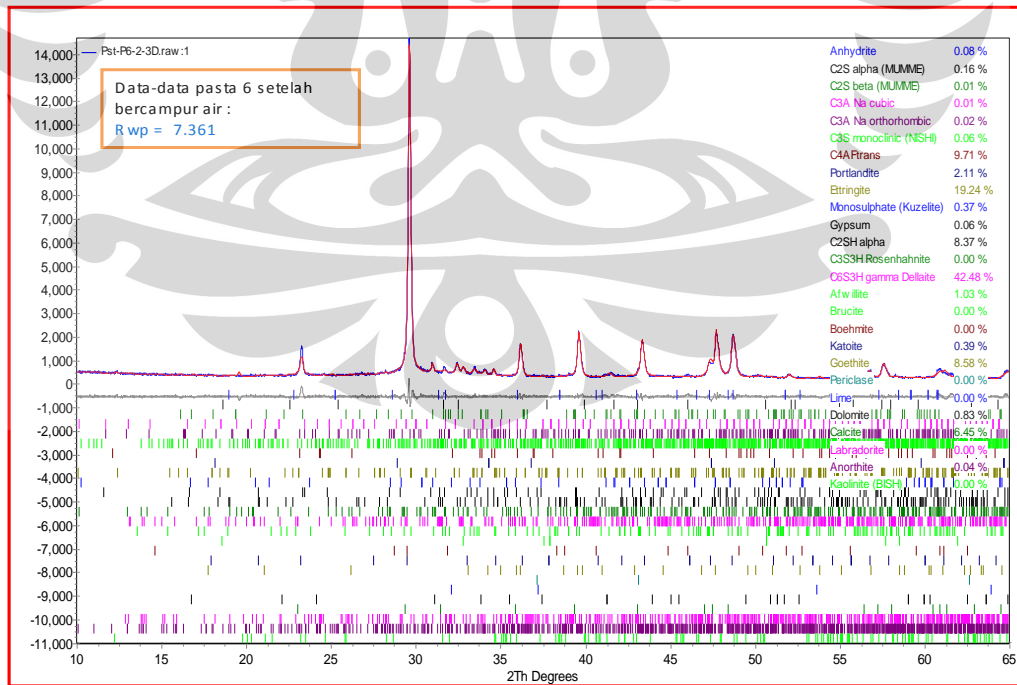 Pst-P6-2-3D.raw:1
Data-data pasta 6 setelah
bercampur air :
Rwp = 7.361
Anhydrite 0.08 %
C2S alpha (MUMME) 0.16 %
C2S beta (MUMME) 0.01 %
C3A Na cubic 0.01 %
C3A Na orthorhombic 0.02 %
C3S monoclinic (NISHI) 0.06 %
C4AFtrans 9.71 %
Portlandite 2.11 %
Ettringite 19.24 %
Monosulphate (Kuzelite) 0.37 %
Gypsum 0.06 %
C2SH alpha 8.37 %
C3S3H Rosenhahnite 0.00 %
C6S3H gamma Dellaite 42.48 %
Afwillite 1.03 %
Brucite 0.00 %
Boehmite 0.00 %
Katoite 0.39 %
Goethite 8.58 %
Periclase 0.00 %
Lime 0.00 %
Dolomite 0.83 %
Calcite 6.45 %
Labradorite 0.00 %
Anorthite 0.04 %
Kaolinite (BISH) 0.00 %
14,000
13,000
12,000
11,000
10,000
9,000
8,000
7,000
6,000
5,000
4,000
3,000
2,000
1,000
0
-1,000
-2,000
-3,000
-4,000
-5,000
-6,000
-7,000
-8,000
-9,000
-10,000
-11,000
10 15 20 25 30 35 40 45 50 55 60 65
2Th Degrees